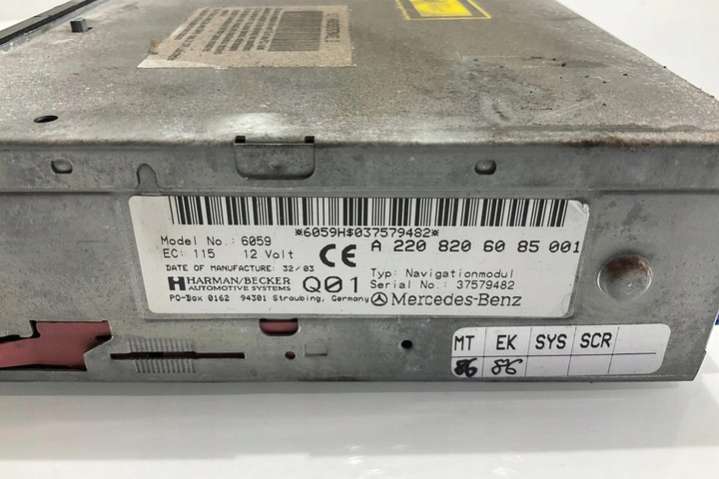 *6059H$037579482*
Model No.: 6059
EC: 115 12 Volt
CE
A 220 820 60 85 001
DATE OF MANUFACTURE: 32/03
HARMAN/BECKER
AUTOMOTIVE SYSTEMS
Q01
Typ: Navigationmodul
Serial No.: 37579482
PO-Box 0162 94301 Straubing, Germany
Mercedes-Benz
MT EK SYS SCR
86 86